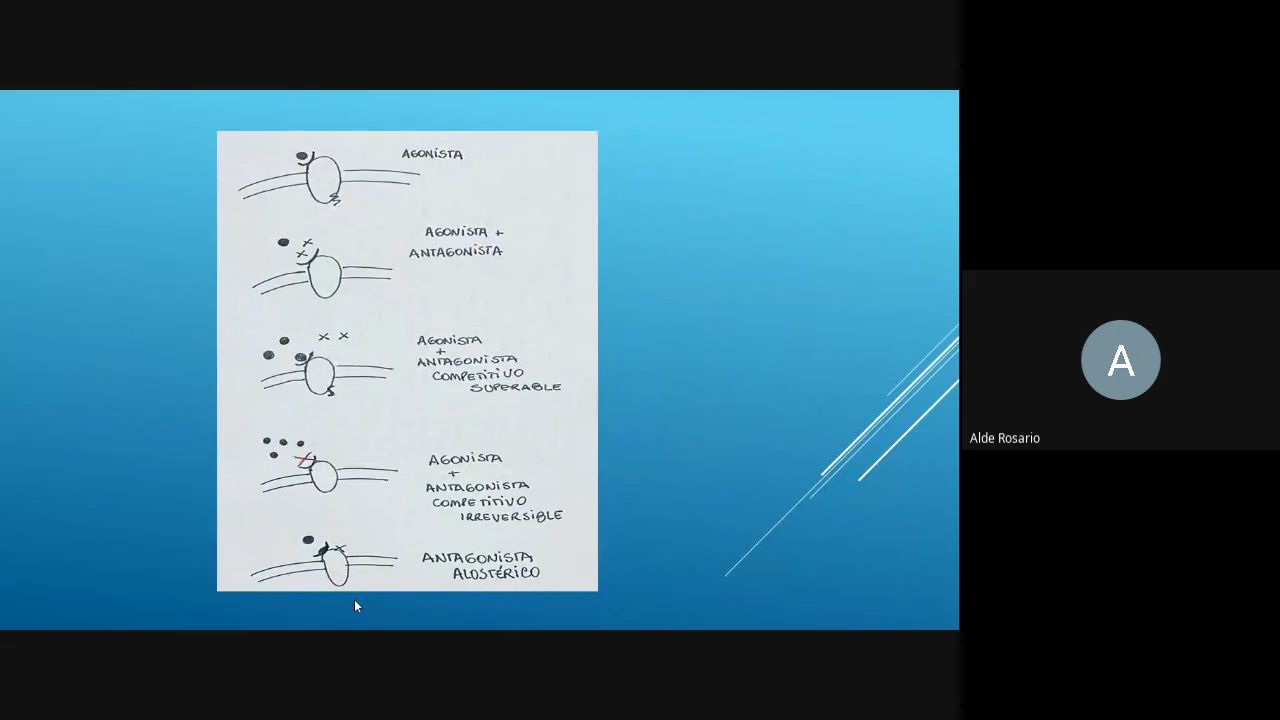 AGONISTA
AGONISTA +
ANTAGONISTA
AGONISTA
+
ANTAGONISTA
COMPETITIVO
SUPERABLE
AGONISTA
+
ANTAGONISTA
COMPETITIVO
IRREVERSIBLE
ANTAGONISTA
ALOSTÉRICO
A
Alde Rosario